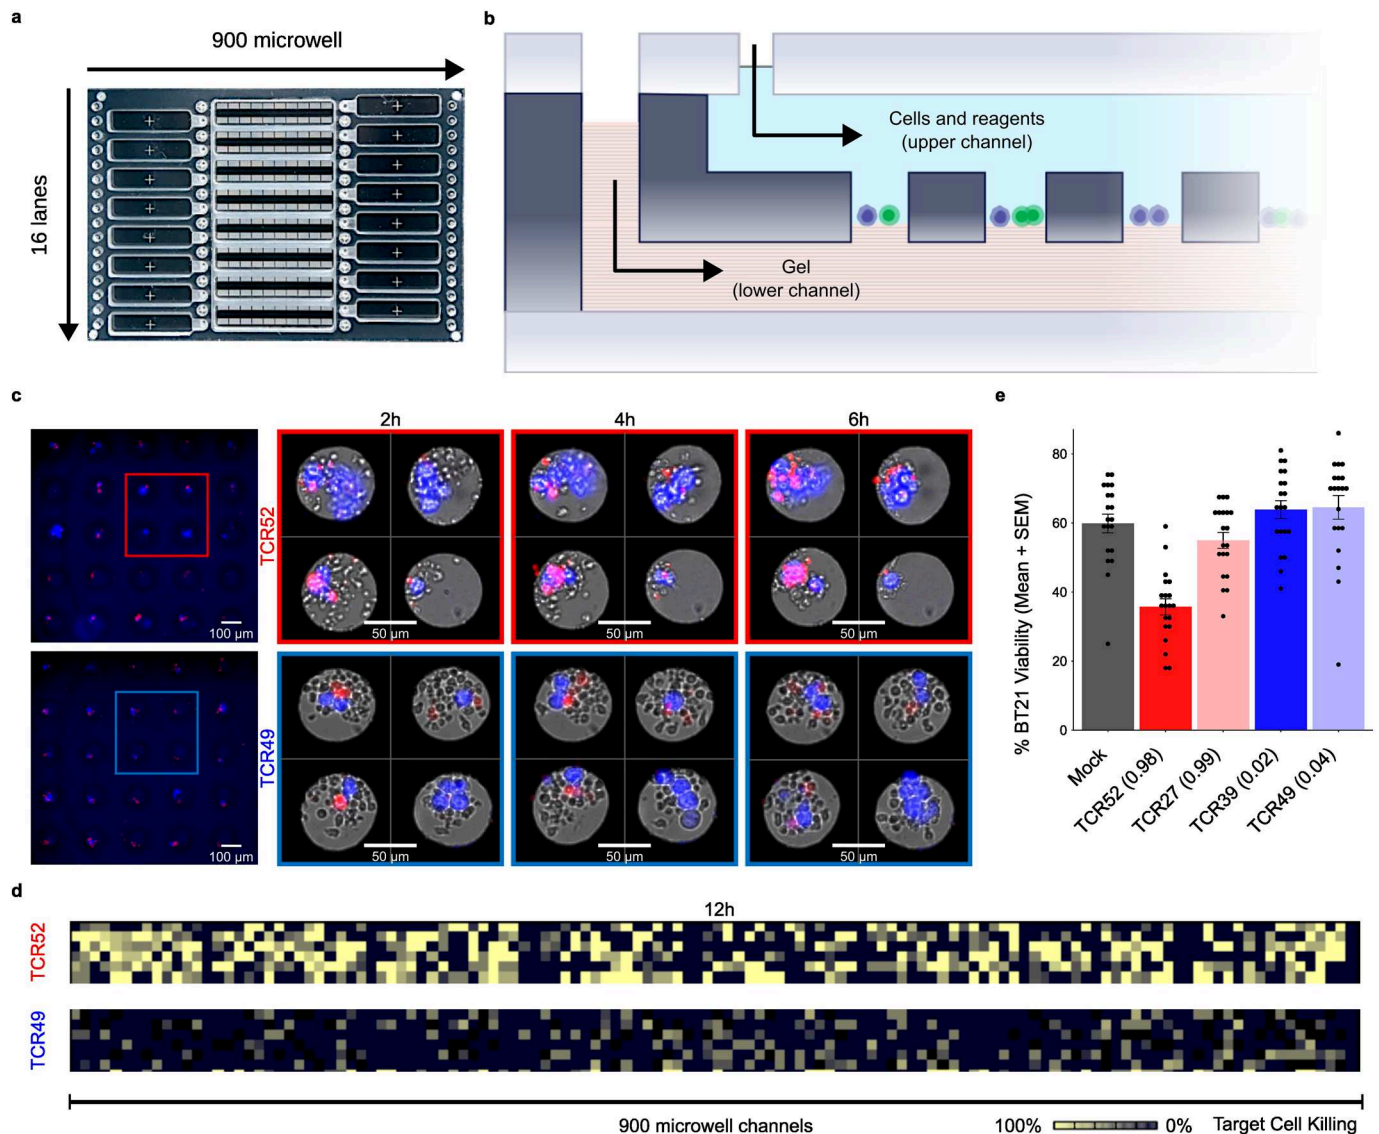 a
900 microwell
16 lanes
b
Cells and reagents
(upper channel)
Gel
(lower channel)
c
2h
4h
6h
TCR52
100 µm
50 µm
50 µm
50 µm
TCR49
100 µm
50 µm
50 µm
50 µm
e
% BT21 Viability (Mean + SEM)
80
60
40
20
0
Mock
TCR52 (0.98)
TCR27 (0.99)
TCR39 (0.02)
TCR49 (0.04)
d
12h
TCR52
TCR49
900 microwell channels
100%
0%
Target Cell Killing